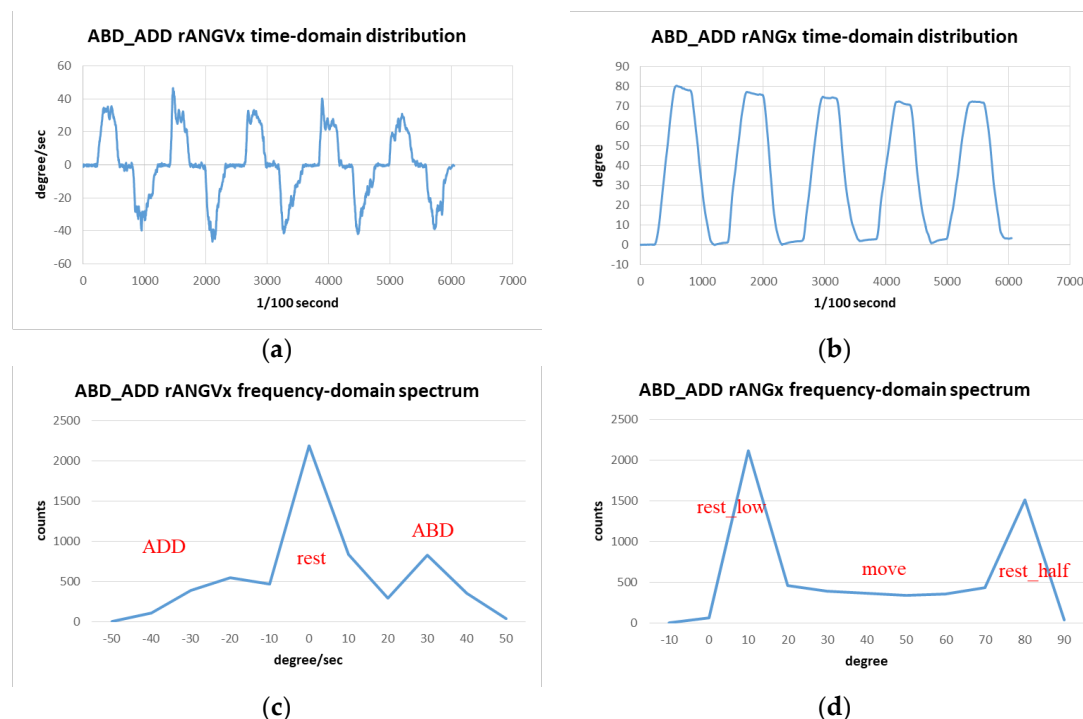 ABD_ADD rANGVx time-domain distribution
degree/sec
60
40
20
0
-20
-40
-60
0 1000 2000 3000 4000 5000 6000 7000
1/100 second
(a)
ABD_ADD rANGx time-domain distribution
degree
90
80
70
60
50
40
30
20
10
0
-10
0 1000 2000 3000 4000 5000 6000 7000
1/100 second
(b)
ABD_ADD rANGVx frequency-domain spectrum
counts
2500
2000
1500
1000
500
0
ADD
rest
ABD
-50 -40 -30 -20 -10 0 10 20 30 40 50
degree/sec
(c)
ABD_ADD rANGx frequency-domain spectrum
counts
2500
2000
1500
1000
500
0
rest_low
move
rest_half
-10 0 10 20 30 40 50 60 70 80 90
degree
(d)